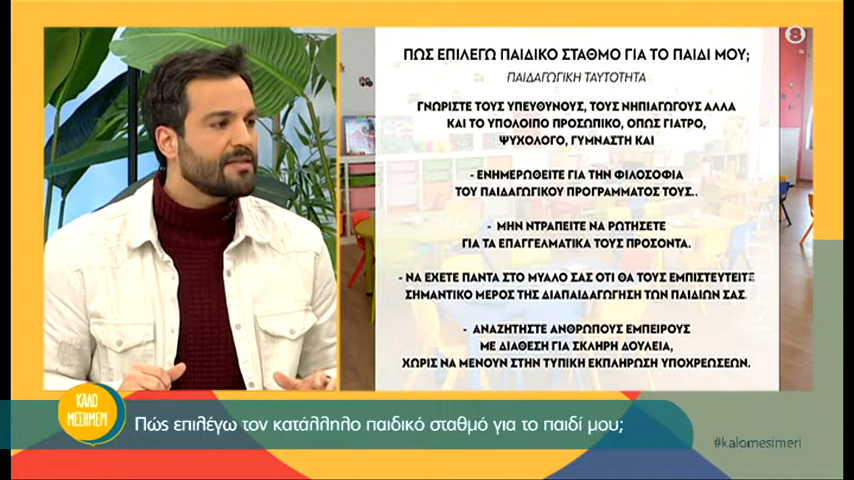 8
ΠΩΣ ΕΠΙΛΕΓΩ ΠΑΙΔΙΚΟ ΣΤΑΘΜΟ ΓΙΑ ΤΟ ΠΑΙΔΙ ΜΟΥ;
ΠΑΙΔΑΓΩΓΙΚΗ ΤΑΥΤΟΤΗΤΑ
ΓΝΩΡΙΣΤΕ ΤΟΥΣ ΥΠΕΥΘΥΝΟΥΣ, ΤΟΥΣ ΝΗΠΙΑΓΩΓΟΥΣ ΑΛΛΑ
ΚΑΙ ΤΟ ΥΠΟΛΟΙΠΟ ΠΡΟΣΩΠΙΚΟ, ΟΠΩΣ ΓΙΑΤΡΟ,
ΨΥΧΟΛΟΓΟ, ΓΥΜΝΑΣΤΗ ΚΑΙ
- ΕΝΗΜΕΡΩΘΕΙΤΕ ΓΙΑ ΤΗΝ ΦΙΛΟΣΟΦΙΑ
ΤΟΥ ΠΑΙΔΑΓΩΓΙΚΟΥ ΠΡΟΓΡΑΜΜΑΤΟΣ ΤΟΥΣ..
- ΜΗΝ ΝΤΡΑΠΕΙΤΕ ΝΑ ΡΩΤΗΣΕΤΕ
ΓΙΑ ΤΑ ΕΠΑΓΓΕΛΜΑΤΙΚΑ ΤΟΥΣ ΠΡΟΣΟΝΤΑ.
- ΝΑ ΕΧΕΤΕ ΠΑΝΤΑ ΣΤΟ ΜΥΑΛΟ ΣΑΣ ΟΤΙ ΘΑ ΤΟΥΣ ΕΜΠΙΣΤΕΥΤΕΙΤΕ
ΣΗΜΑΝΤΙΚΟ ΜΕΡΟΣ ΤΗΣ ΔΙΑΠΑΙΔΑΓΩΓΗΣΗ ΤΩΝ ΠΑΙΔΙΩΝ ΣΑΣ.
- ΑΝΑΖΗΤΗΣΤΕ ΑΝΘΡΩΠΟΥΣ ΕΜΠΕΙΡΟΥΣ
ΜΕ ΔΙΑΘΕΣΗ ΓΙΑ ΣΚΛΗΡΗ ΔΟΥΛΕΙΑ,
ΧΩΡΙΣ ΝΑ ΜΕΝΟΥΝ ΣΤΗΝ ΤΥΠΙΚΗ ΕΚΠΛΗΡΩΣΗ ΥΠΟΧΡΕΩΣΕΩΝ.
ΚΑΛΟ
ΜΕΣΗΜΕΡΙ
Πώς επιλέγω τον κατάλληλο παιδικό σταθμό για το παιδί μου;
#kalomesimeri